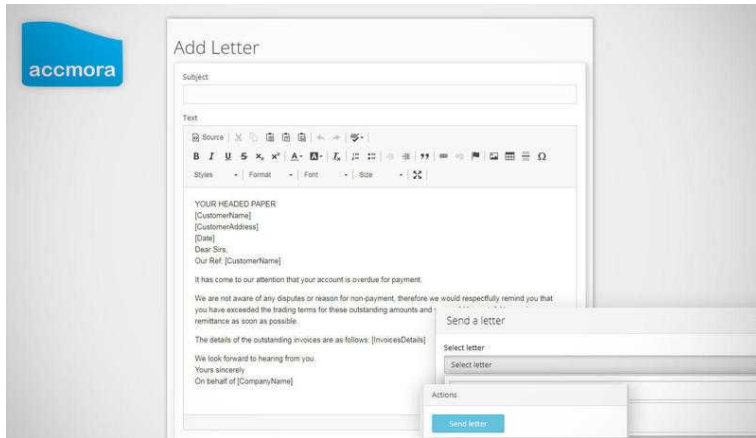 accmora
Add Letter
Subject
Text
Source
B I U S x₂ x² A A Iₓ Ω
Styles Format Font Size
YOUR HEADED PAPER
[CustomerName]
[CustomerAddress]
[Date]
Dear Sirs,
Our Ref: [CustomerName]
It has come to our attention that your account is overdue for payment.
We are not aware of any disputes or reason for non-payment, therefore we would respectfully remind you that
you have exceeded the trading terms for these outstanding amounts and
remittance as soon as possible.
The details of the outstanding invoices are as follows: [InvoicesDetails]
We look forward to hearing from you.
Yours sincerely
On behalf of [CompanyName]
Send a letter
Select letter
Select letter
Actions
Send letter